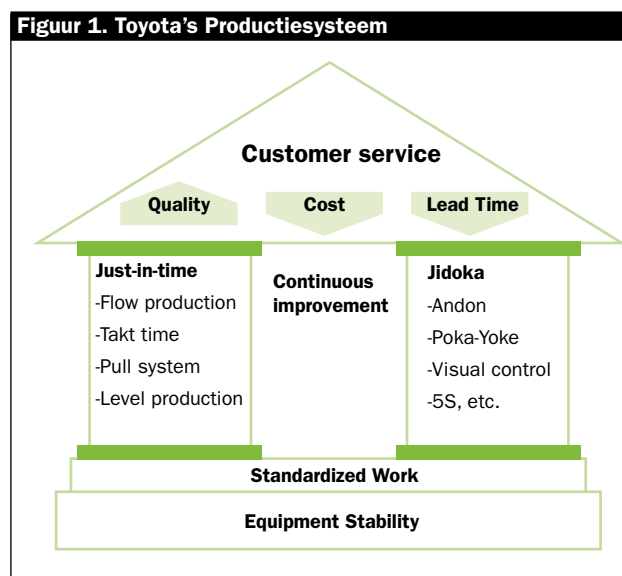 Figuur 1. Toyota’s Productiesysteem
Customer service
Quality
Cost
Lead Time
Just-in-time
-Flow production
-Takt time
-Pull system
-Level production
Continuous
improvement
Jidoka
-Andon
-Poka-Yoke
-Visual control
-5S, etc.
Standardized Work
Equipment Stability